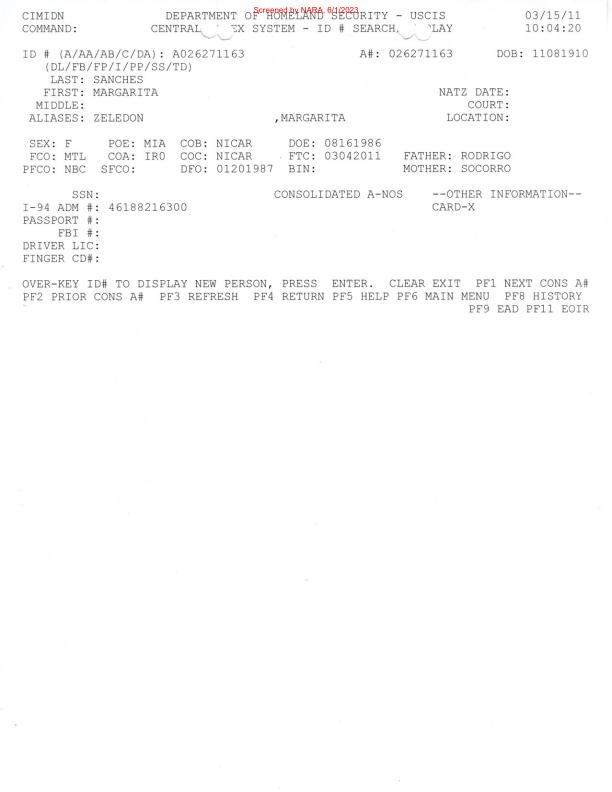 Screened by NARA, 6/1/2023
CIMIDN DEPARTMENT OF HOMELAND SECURITY - USCIS 03/15/11
COMMAND: CENTRAL EX SYSTEM - ID # SEARCH 10:04:20
ID # (A/AA/AB/C/DA): A026271163 A#: 026271163 DOB: 11081910
(DL/FB/FP/I/PP/SS/TD)
LAST: SANCHES
FIRST: MARGARITA NATZ DATE:
MIDDLE: COURT:
ALIASES: ZELEDON ,MARGARITA LOCATION:
SEX: F POE: MIA COB: NICAR DOE: 08161986
FCO: MTL COA: IR0 COC: NICAR FTC: 03042011 FATHER: RODRIGO
PFCO: NBC SFCO: DFO: 01201987 BIN: MOTHER: SOCORRO
SSN: CONSOLIDATED A-NOS --OTHER INFORMATION--
I-94 ADM #: 46188216300 CARD-X
PASSPORT #:
FBI #:
DRIVER LIC:
FINGER CD#:
OVER-KEY ID# TO DISPLAY NEW PERSON, PRESS ENTER. CLEAR EXIT PF1 NEXT CONS A#
PF2 PRIOR CONS A# PF3 REFRESH PF4 RETURN PF5 HELP PF6 MAIN MENU PF8 HISTORY
PF9 EAD PF11 EOIR